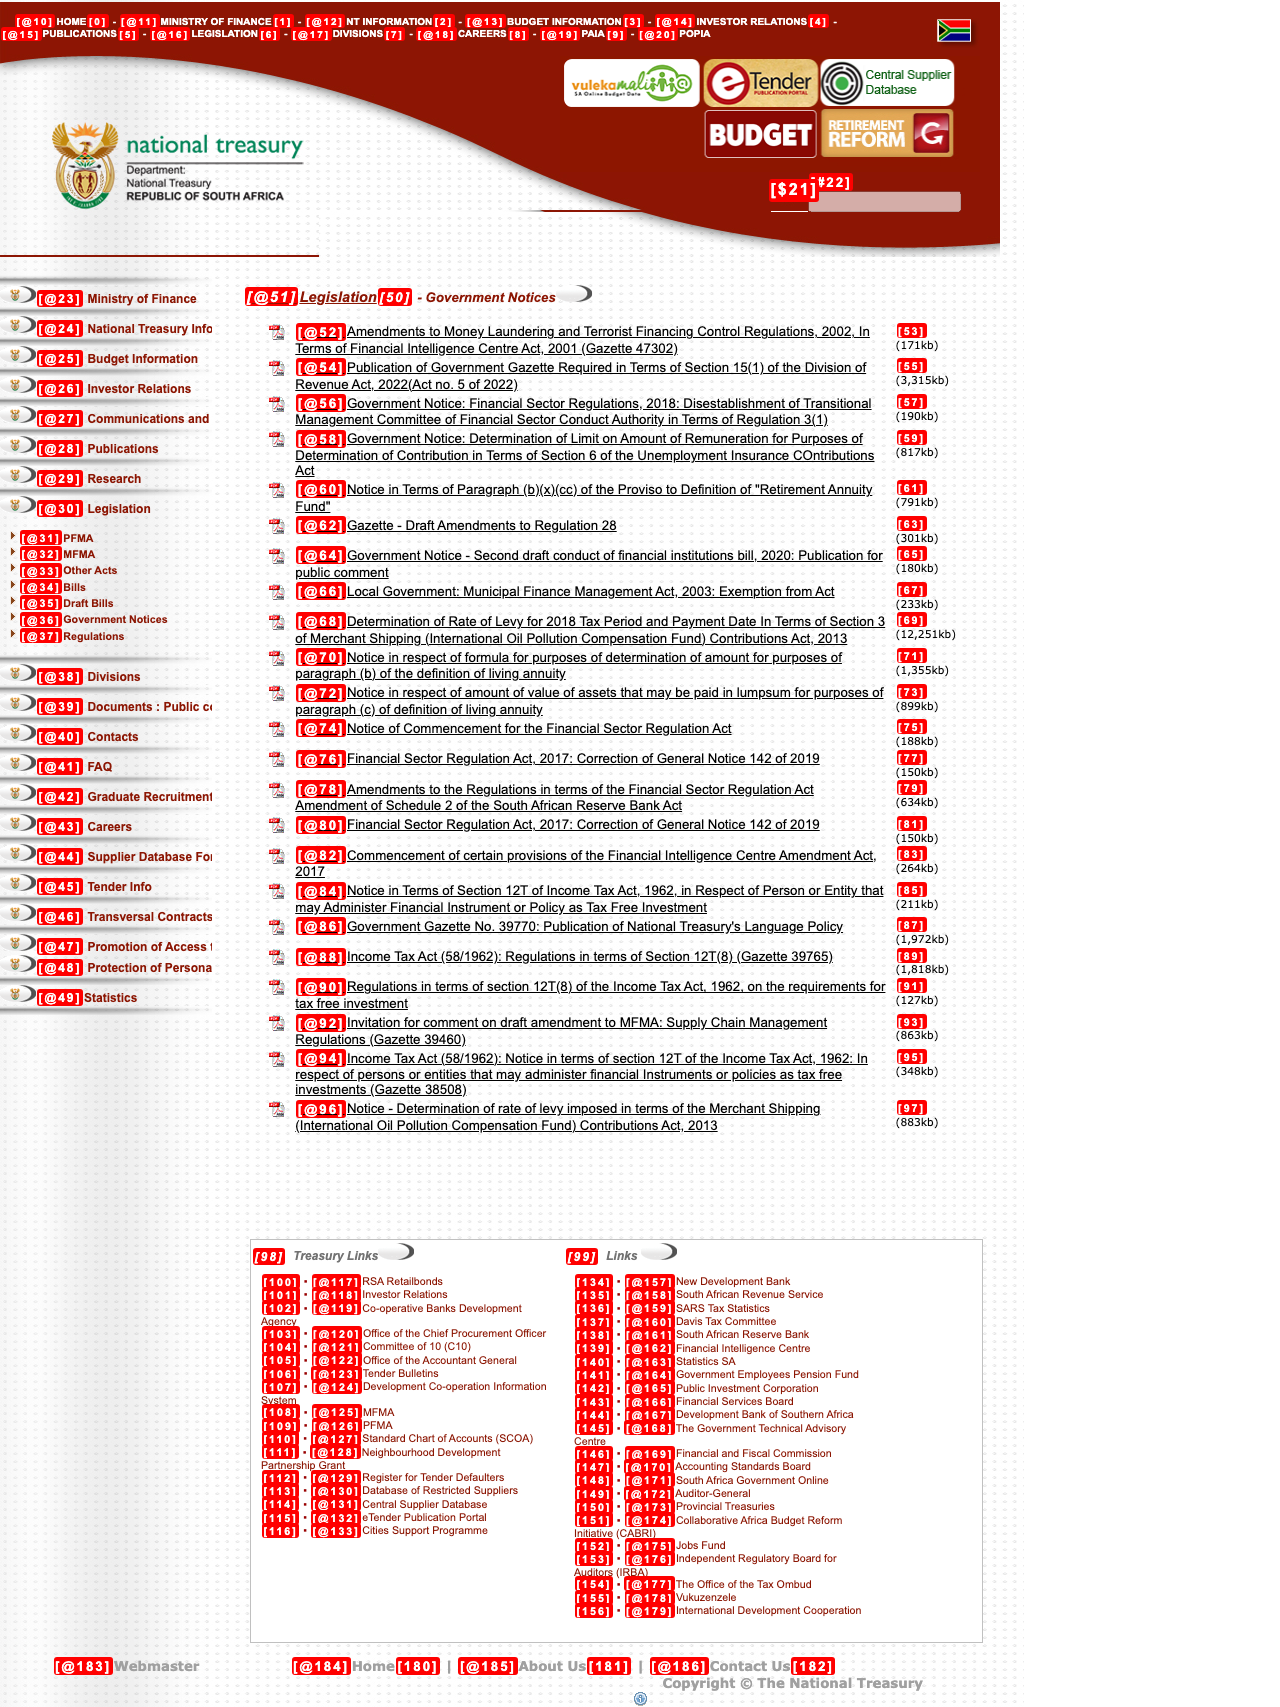 [@10] HOME [0] - [@11] MINISTRY OF FINANCE [1] - [@12] NT INFORMATION [2] - [@13] BUDGET INFORMATION [3] - [@14] INVESTOR RELATIONS [4] -
[@15] PUBLICATIONS [5] - [@16] LEGISLATION [6] - [@17] DIVISIONS [7] - [@18] CAREERS [8] - [@19] PAIA [9] - [@20] POPIA
vulekamali
SA Online Budget Data
eTender
PUBLICATION PORTAL
Central Supplier
Database
BUDGET
RETIREMENT
REFORM
national treasury
Department:
National Treasury
REPUBLIC OF SOUTH AFRICA
[$21] [#22]
[@23] Ministry of Finance
[@24] National Treasury Info
[@25] Budget Information
[@26] Investor Relations
[@27] Communications and
[@28] Publications
[@29] Research
[@30] Legislation
[@31] PFMA
[@32] MFMA
[@33] Other Acts
[@34] Bills
[@35] Draft Bills
[@36] Government Notices
[@37] Regulations
[@38] Divisions
[@39] Documents : Public co
[@40] Contacts
[@41] FAQ
[@42] Graduate Recruitment
[@43] Careers
[@44] Supplier Database For
[@45] Tender Info
[@46] Transversal Contracts
[@47] Promotion of Access t
[@48] Protection of Persona
[@49] Statistics
[@51] Legislation [50] - Government Notices
[@52] Amendments to Money Laundering and Terrorist Financing Control Regulations, 2002, In [53]
Terms of Financial Intelligence Centre Act, 2001 (Gazette 47302) (171kb)
[@54] Publication of Government Gazette Required in Terms of Section 15(1) of the Division of [55]
Revenue Act, 2022(Act no. 5 of 2022) (3,315kb)
[@56] Government Notice: Financial Sector Regulations, 2018: Disestablishment of Transitional [57]
Management Committee of Financial Sector Conduct Authority in Terms of Regulation 3(1) (190kb)
[@58] Government Notice: Determination of Limit on Amount of Remuneration for Purposes of [59]
Determination of Contribution in Terms of Section 6 of the Unemployment Insurance COntributions (817kb)
Act
[@60] Notice in Terms of Paragraph (b)(x)(cc) of the Proviso to Definition of "Retirement Annuity [61]
Fund" (791kb)
[@62] Gazette - Draft Amendments to Regulation 28 [63]
(301kb)
[@64] Government Notice - Second draft conduct of financial institutions bill, 2020: Publication for [65]
public comment (180kb)
[@66] Local Government: Municipal Finance Management Act, 2003: Exemption from Act [67]
(233kb)
[@68] Determination of Rate of Levy for 2018 Tax Period and Payment Date In Terms of Section 3 [69]
of Merchant Shipping (International Oil Pollution Compensation Fund) Contributions Act, 2013 (12,251kb)
[@70] Notice in respect of formula for purposes of determination of amount for purposes of [71]
paragraph (b) of the definition of living annuity (1,355kb)
[@72] Notice in respect of amount of value of assets that may be paid in lumpsum for purposes of [73]
paragraph (c) of definition of living annuity (899kb)
[@74] Notice of Commencement for the Financial Sector Regulation Act [75]
(188kb)
[@76] Financial Sector Regulation Act, 2017: Correction of General Notice 142 of 2019 [77]
(150kb)
[@78] Amendments to the Regulations in terms of the Financial Sector Regulation Act [79]
Amendment of Schedule 2 of the South African Reserve Bank Act (634kb)
[@80] Financial Sector Regulation Act, 2017: Correction of General Notice 142 of 2019 [81]
(150kb)
[@82] Commencement of certain provisions of the Financial Intelligence Centre Amendment Act, [83]
2017 (264kb)
[@84] Notice in Terms of Section 12T of Income Tax Act, 1962, in Respect of Person or Entity that [85]
may Administer Financial Instrument or Policy as Tax Free Investment (211kb)
[@86] Government Gazette No. 39770: Publication of National Treasury's Language Policy [87]
(1,972kb)
[@88] Income Tax Act (58/1962): Regulations in terms of Section 12T(8) (Gazette 39765) [89]
(1,818kb)
[@90] Regulations in terms of section 12T(8) of the Income Tax Act, 1962, on the requirements for [91]
tax free investment (127kb)
[@92] Invitation for comment on draft amendment to MFMA: Supply Chain Management [93]
Regulations (Gazette 39460) (863kb)
[@94] Income Tax Act (58/1962): Notice in terms of section 12T of the Income Tax Act, 1962: In [95]
respect of persons or entities that may administer financial Instruments or policies as tax free (348kb)
investments (Gazette 38508)
[@96] Notice - Determination of rate of levy imposed in terms of the Merchant Shipping [97]
(International Oil Pollution Compensation Fund) Contributions Act, 2013 (883kb)
[98] Treasury Links
[100] • [@117] RSA Retailbonds
[101] • [@118] Investor Relations
[102] • [@119] Co-operative Banks Development
Agency
[103] • [@120] Office of the Chief Procurement Officer
[104] • [@121] Committee of 10 (C10)
[105] • [@122] Office of the Accountant General
[106] • [@123] Tender Bulletins
[107] • [@124] Development Co-operation Information
System
[108] • [@125] MFMA
[109] • [@126] PFMA
[110] • [@127] Standard Chart of Accounts (SCOA)
[111] • [@128] Neighbourhood Development
Partnership Grant
[112] • [@129] Register for Tender Defaulters
[113] • [@130] Database of Restricted Suppliers
[114] • [@131] Central Supplier Database
[115] • [@132] eTender Publication Portal
[116] • [@133] Cities Support Programme
[99] Links
[134] • [@157] New Development Bank
[135] • [@158] South African Revenue Service
[136] • [@159] SARS Tax Statistics
[137] • [@160] Davis Tax Committee
[138] • [@161] South African Reserve Bank
[139] • [@162] Financial Intelligence Centre
[140] • [@163] Statistics SA
[141] • [@164] Government Employees Pension Fund
[142] • [@165] Public Investment Corporation
[143] • [@166] Financial Services Board
[144] • [@167] Development Bank of Southern Africa
[145] • [@168] The Government Technical Advisory
Centre
[146] • [@169] Financial and Fiscal Commission
[147] • [@170] Accounting Standards Board
[148] • [@171] South Africa Government Online
[149] • [@172] Auditor-General
[150] • [@173] Provincial Treasuries
[151] • [@174] Collaborative Africa Budget Reform
Initiative (CABRI)
[152] • [@175] Jobs Fund
[153] • [@176] Independent Regulatory Board for
Auditors (IRBA)
[154] • [@177] The Office of the Tax Ombud
[155] • [@178] Vukuzenzele
[156] • [@179] International Development Cooperation
[@183] Webmaster [@184] Home [180] | [@185] About Us [181] | [@186] Contact Us [182]
Copyright © The National Treasury